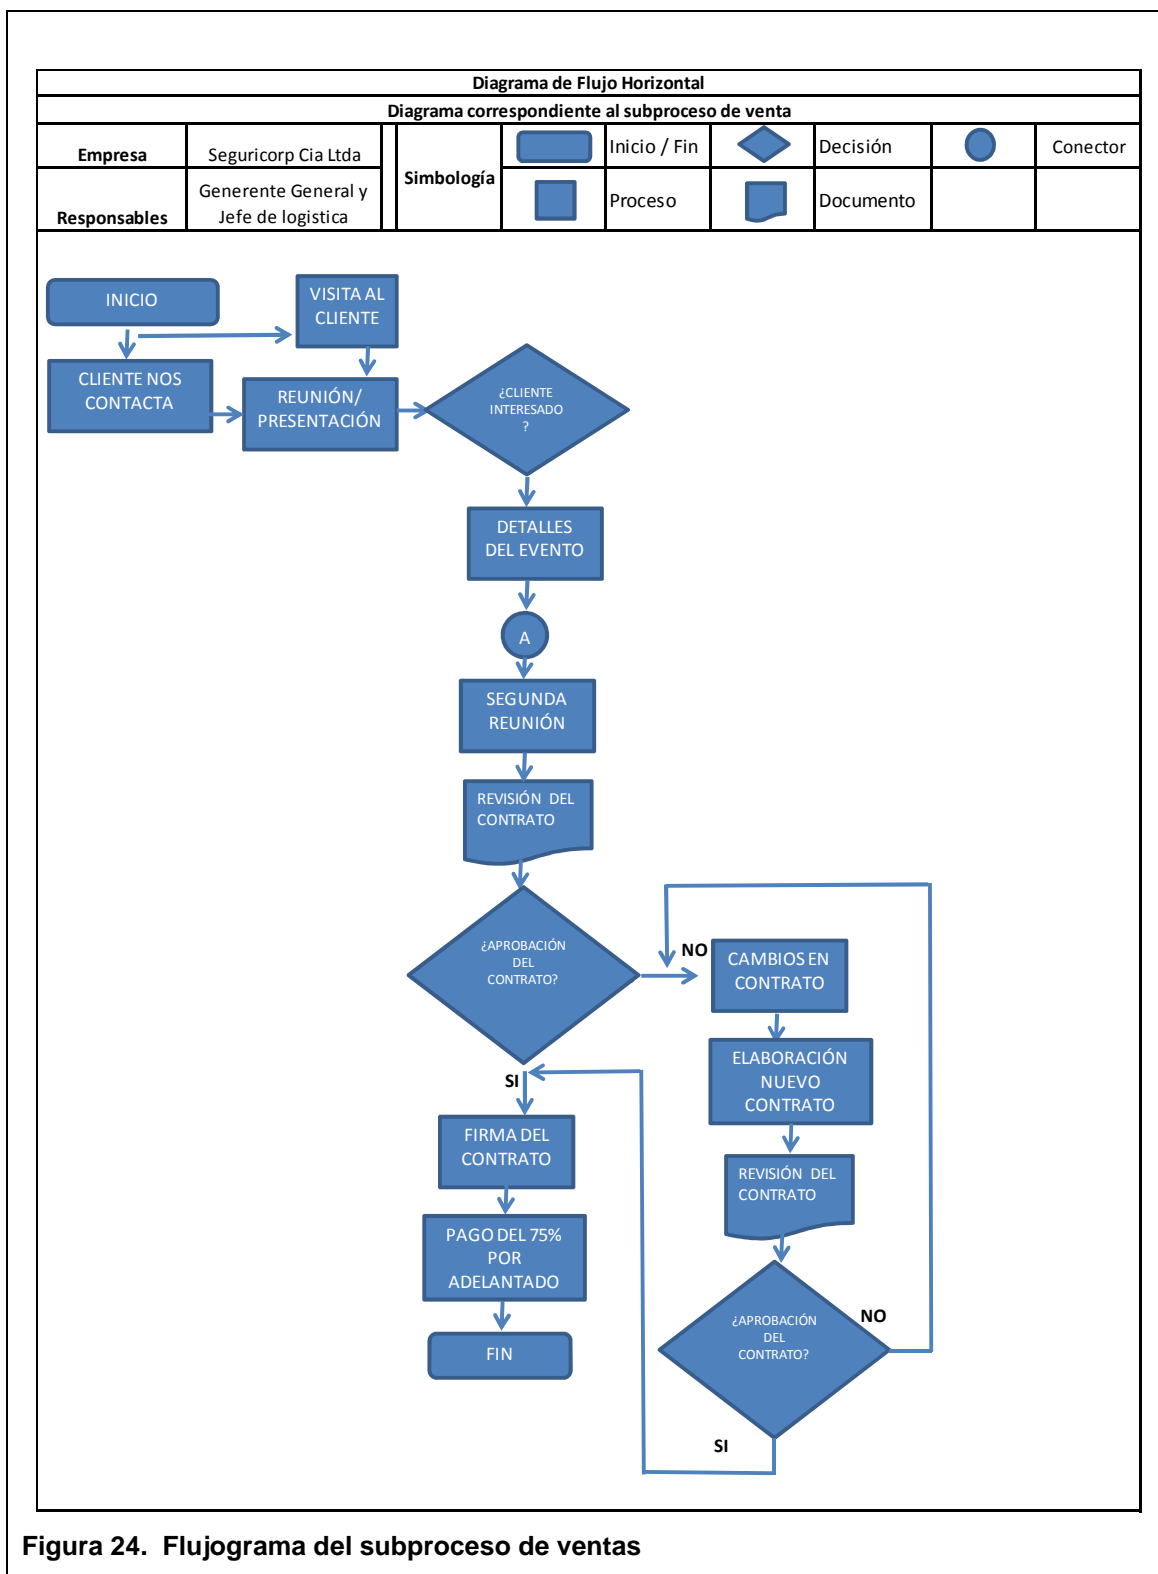 Diagrama de Flujo Horizontal
Diagrama correspondiente al subproceso de venta
Empresa
Seguricorp Cia Ltda
Simbología
Inicio / Fin
Decisión
Conector
Responsables
Generente General y
Jefe de logistica
Proceso
Documento
INICIO
VISITA AL
CLIENTE
CLIENTE NOS
CONTACTA
REUNIÓN/
PRESENTACIÓN
¿CLIENTE
INTERESADO
?
DETALLES
DEL EVENTO
A
SEGUNDA
REUNIÓN
REVISIÓN DEL
CONTRATO
¿APROBACIÓN
DEL
CONTRATO?
NO
CAMBIOS EN
CONTRATO
ELABORACIÓN
NUEVO
CONTRATO
SI
FIRMA DEL
CONTRATO
REVISIÓN DEL
CONTRATO
PAGO DEL 75%
POR
ADELANTADO
¿APROBACIÓN
DEL
CONTRATO?
NO
FIN
SI
Figura 24. Flujograma del subproceso de ventas